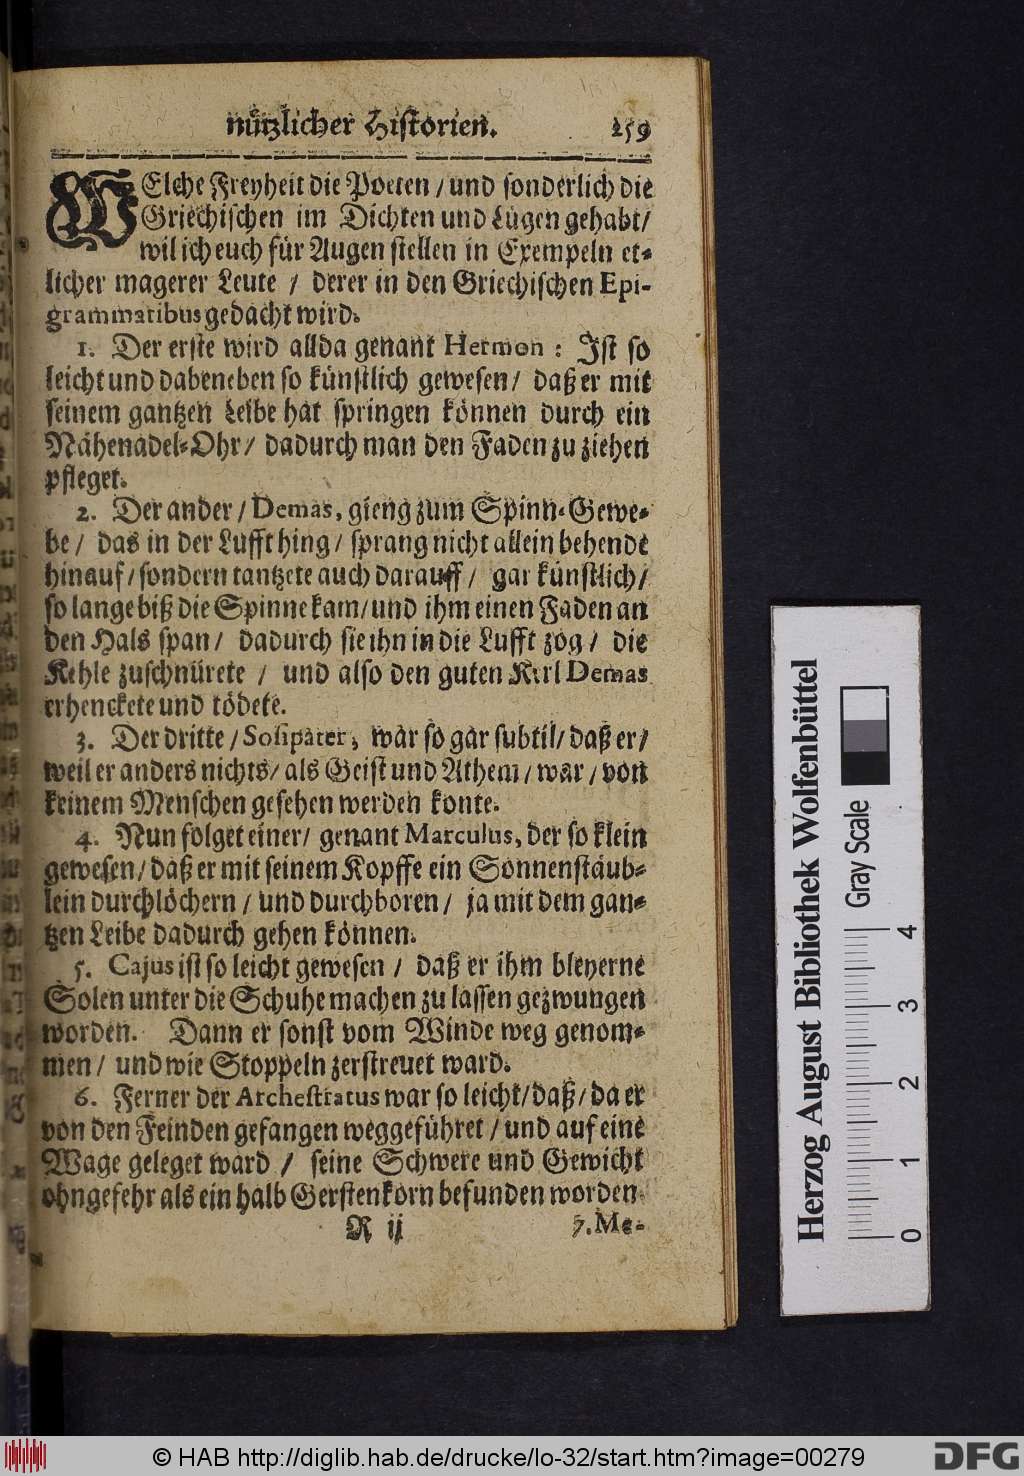 nützlicher Historien. 259
WElche Freyheit die Poeten / und sonderlich die
Griechischen im Dichten und Lügen gehabt/
wil ich euch für Augen stellen in Exempeln et-
licher magerer Leute / derer in den Griechischen Epi-
grammatibus gedacht wird.
1. Der erste wird allda genant Hermon: Ist so
leicht und dabeneben so künstlich gewesen / daß er mit
seinem gantzen Leibe hat springen können durch ein
Nähenadel-Ohr / dadurch man den Faden zu ziehen
pfleget.
2. Der ander / Demas, gieng zum Spinn-Gewe-
be / das in der Lufft hing / sprang nicht allein behende
hinauf / sondern tantzete auch darauff / gar künstlich /
so lange biß die Spinne kam / und ihm einen Faden an
den Hals span / dadurch sie ihn in die Lufft zog / die
Kehle zuschnürete / und also den guten Kerl Demas
erhenckete und tödete.
3. Der dritte / Sosipater, war so gar subtil / daß er /
weil er anders nichts / als Geist und Athem / war / von
keinem Menschen gesehen werden konte.
4. Nun folget einer / genant Marculus, der so klein
gewesen / daß er mit seinem Kopffe ein Sonnenstäub-
lein durchlöchern / und durchboren / ja mit dem gan-
tzen Leibe dadurch gehen können.
5. Cajus ist so leicht gewesen / daß er ihm bleyerne
Solen unter die Schuhe machen zu lassen gezwungen
worden. Dann er sonst vom Winde weg genom-
men / und wie Stoppeln zerstreuet ward.
6. Ferner der Archestratus war so leicht / daß / da er
von den Feinden gefangen weggeführet / und auf eine
Wage geleget ward / seine Schwere und Gewicht
ohngefehr als ein halb Gerstenkorn befunden worden.
R ij 7. Me-
Herzog August Bibliothek Wolfenbüttel
Gray Scale
0 1 2 3 4
© HAB http://diglib.hab.de/drucke/lo-32/start.htm?image=00279
DFG